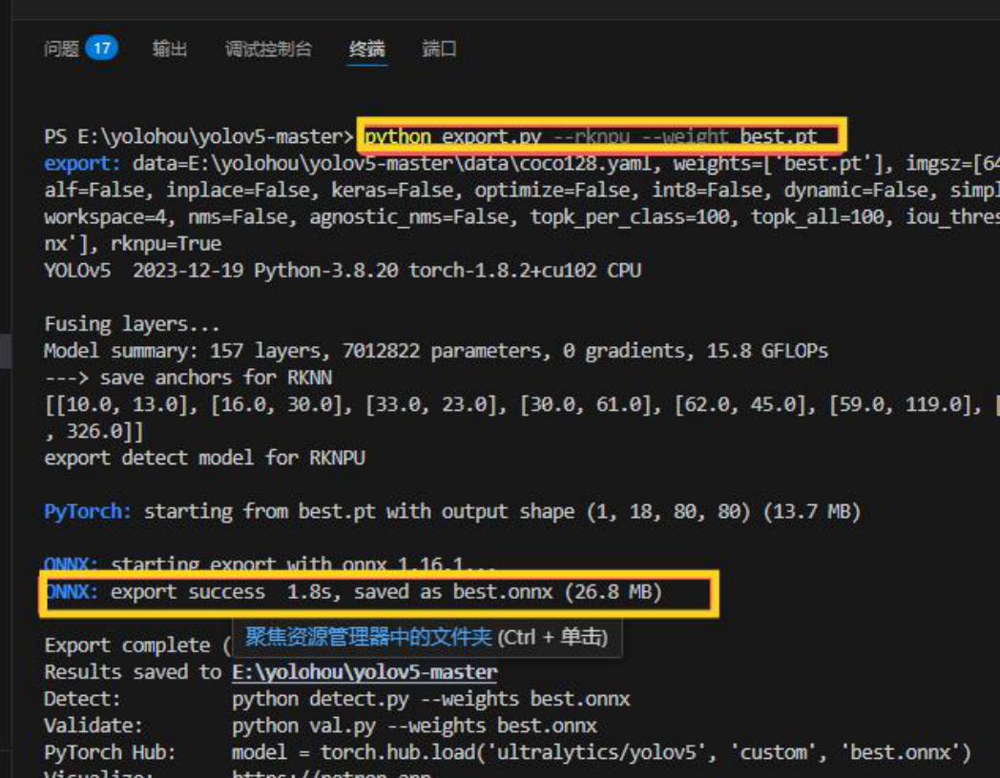 问题 17 输出 调试控制台 终端 端口
PS E:\yolohou\yolov5-master> python export.py --rknpu --weight best.pt
export: data=E:\yolohou\yolov5-master\data\coco128.yaml, weights=['best.pt'], imgsz=[64
alf=False, inplace=False, keras=False, optimize=False, int8=False, dynamic=False, simpl
workspace=4, nms=False, agnostic_nms=False, topk_per_class=100, topk_all=100, iou_thres
nx'], rknpu=True
YOLOv5 2023-12-19 Python-3.8.20 torch-1.8.2+cu102 CPU
Fusing layers...
Model summary: 157 layers, 7012822 parameters, 0 gradients, 15.8 GFLOPs
---> save anchors for RKNN
[[10.0, 13.0], [16.0, 30.0], [33.0, 23.0], [30.0, 61.0], [62.0, 45.0], [59.0, 119.0], [
, 326.0]]
export detect model for RKNPU
PyTorch: starting from best.pt with output shape (1, 18, 80, 80) (13.7 MB)
ONNX: starting export with onnx 1.16.1...
ONNX: export success 1.8s, saved as best.onnx (26.8 MB)
聚焦资源管理器中的文件夹 (Ctrl + 单击)
Export complete (
Results saved to E:\yolohou\yolov5-master
Detect: python detect.py --weights best.onnx
Validate: python val.py --weights best.onnx
PyTorch Hub: model = torch.hub.load('ultralytics/yolov5', 'custom', 'best.onnx')
Visualize: https://netron.app